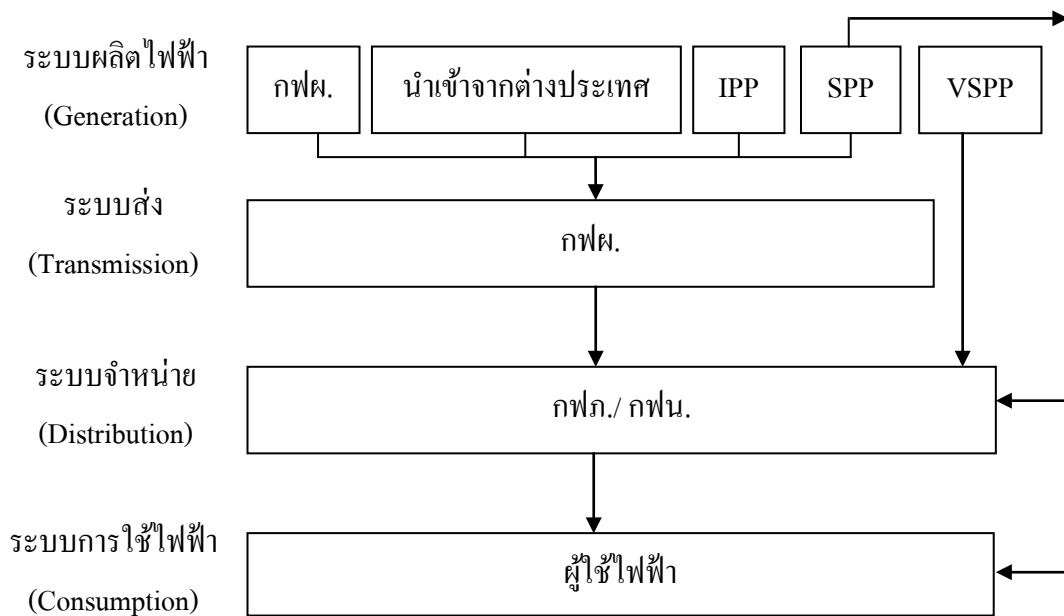 ระบบผลิตไฟฟ้า
(Generation)
กฟผ.
นำเข้าจากต่างประเทศ
IPP
SPP
VSPP
ระบบส่ง
(Transmission)
กฟผ.
ระบบจำหน่าย
(Distribution)
กฟภ./ กฟน.
ระบบการใช้ไฟฟ้า
(Consumption)
ผู้ใช้ไฟฟ้า